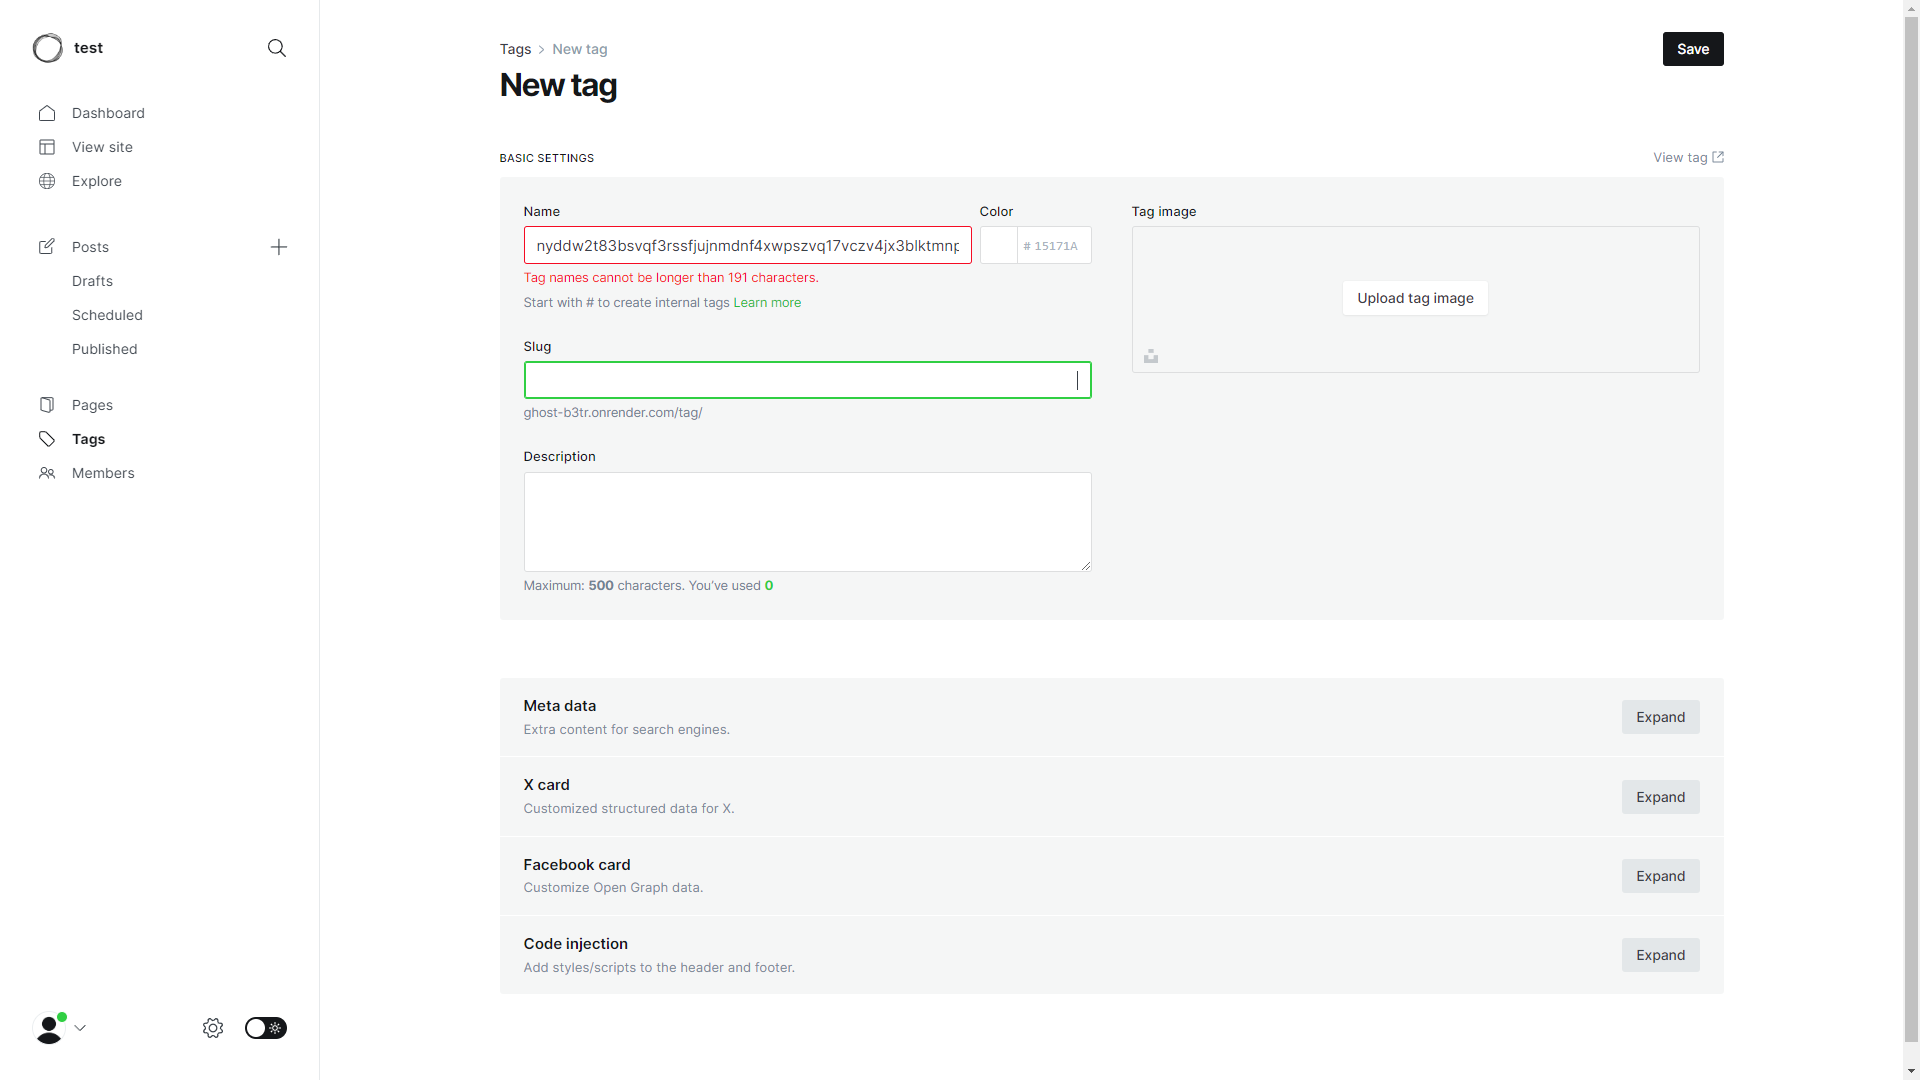 test
Dashboard
View site
Explore
Posts
Drafts
Scheduled
Published
Pages
Tags
Members
Tags > New tag
Save
New tag
BASIC SETTINGS
View tag
Name
Color
Tag image
nyddw2t83bsvqf3rssfjujnmdnf4xwpszvq17vczv4jx3blktmnp
# 15171A
Tag names cannot be longer than 191 characters.
Start with # to create internal tags Learn more
Upload tag image
Slug
ghost-b3tr.onrender.com/tag/
Description
Maximum: 500 characters. You’ve used 0
Meta data
Extra content for search engines.
Expand
X card
Customized structured data for X.
Expand
Facebook card
Customize Open Graph data.
Expand
Code injection
Add styles/scripts to the header and footer.
Expand